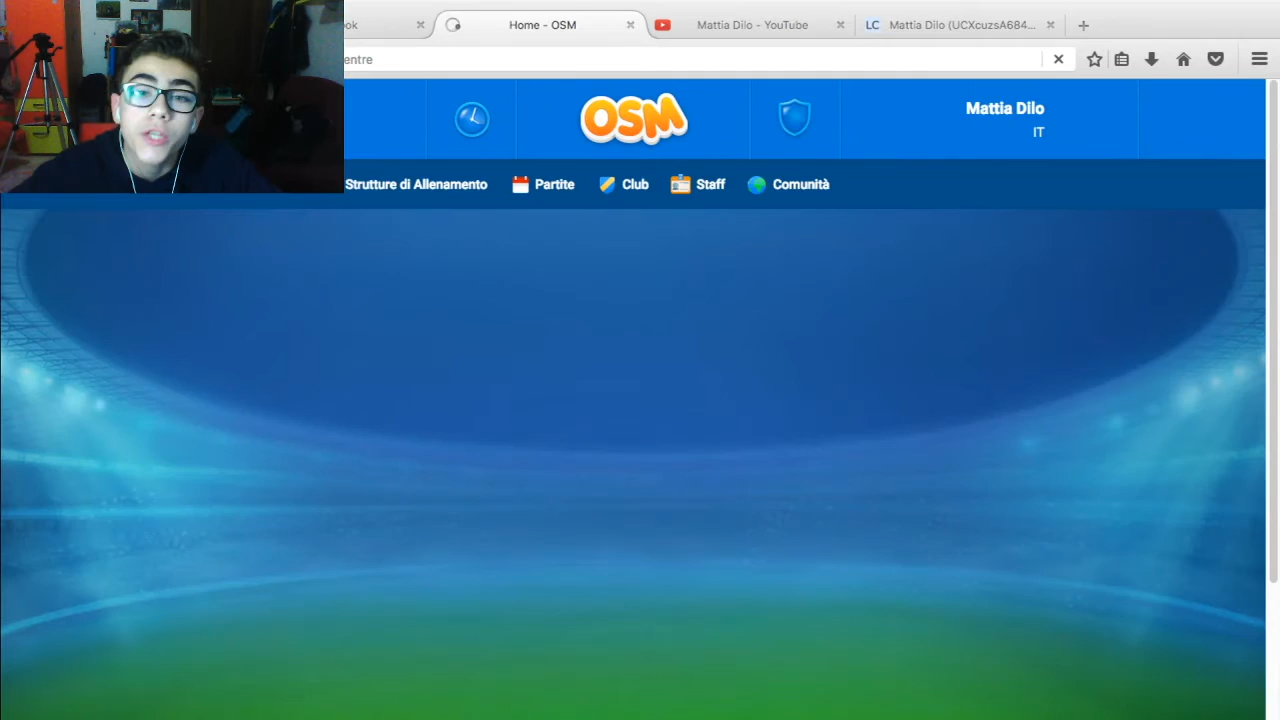 ok
Home - OSM
Mattia Dilo - YouTube
LC Mattia Dilo (UCXcuzsA684...
entre
OSM
Mattia Dilo
IT
Strutture di Allenamento
Partite
Club
Staff
Comunità